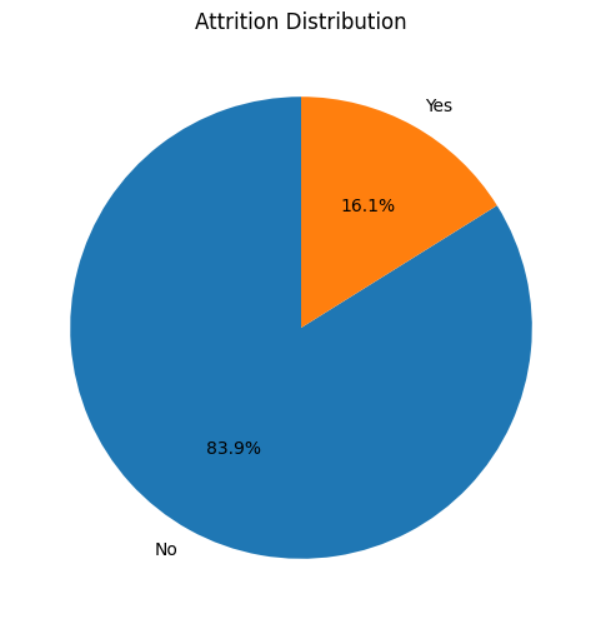 Attrition Distribution
Yes
16.1%
83.9%
No